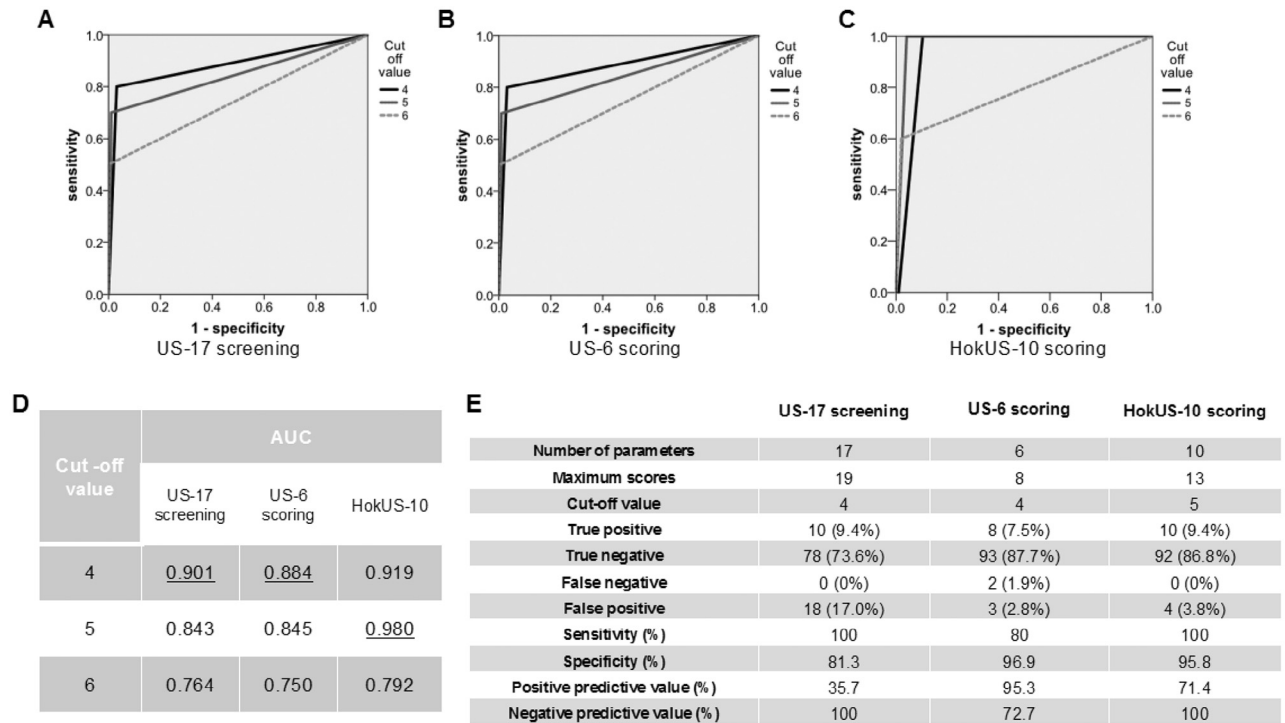 A
B
C
1.0
0.8
0.6
0.4
0.2
0.0
sensitivity
0.0 0.2 0.4 0.6 0.8 1.0
1 - specificity
US-17 screening
Cut
off
value
4
5
6
1.0
0.8
0.6
0.4
0.2
0.0
sensitivity
0.0 0.2 0.4 0.6 0.8 1.0
1 - specificity
US-6 scoring
Cut
off
value
4
5
6
1.0
0.8
0.6
0.4
0.2
0.0
sensitivity
0.0 0.2 0.4 0.6 0.8 1.0
1 - specificity
HokUS-10 scoring
Cut
off
value
4
5
6
D
Cut -off
value
AUC
US-17
screening
US-6
scoring
HokUS-10
4 0.901 0.884 0.919
5 0.843 0.845 0.980
6 0.764 0.750 0.792
E
US-17 screening US-6 scoring HokUS-10 scoring
Number of parameters 17 6 10
Maximum scores 19 8 13
Cut-off value 4 4 5
True positive 10 (9.4%) 8 (7.5%) 10 (9.4%)
True negative 78 (73.6%) 93 (87.7%) 92 (86.8%)
False negative 0 (0%) 2 (1.9%) 0 (0%)
False positive 18 (17.0%) 3 (2.8%) 4 (3.8%)
Sensitivity (%) 100 80 100
Specificity (%) 81.3 96.9 95.8
Positive predictive value (%) 35.7 95.3 71.4
Negative predictive value (%) 100 72.7 100